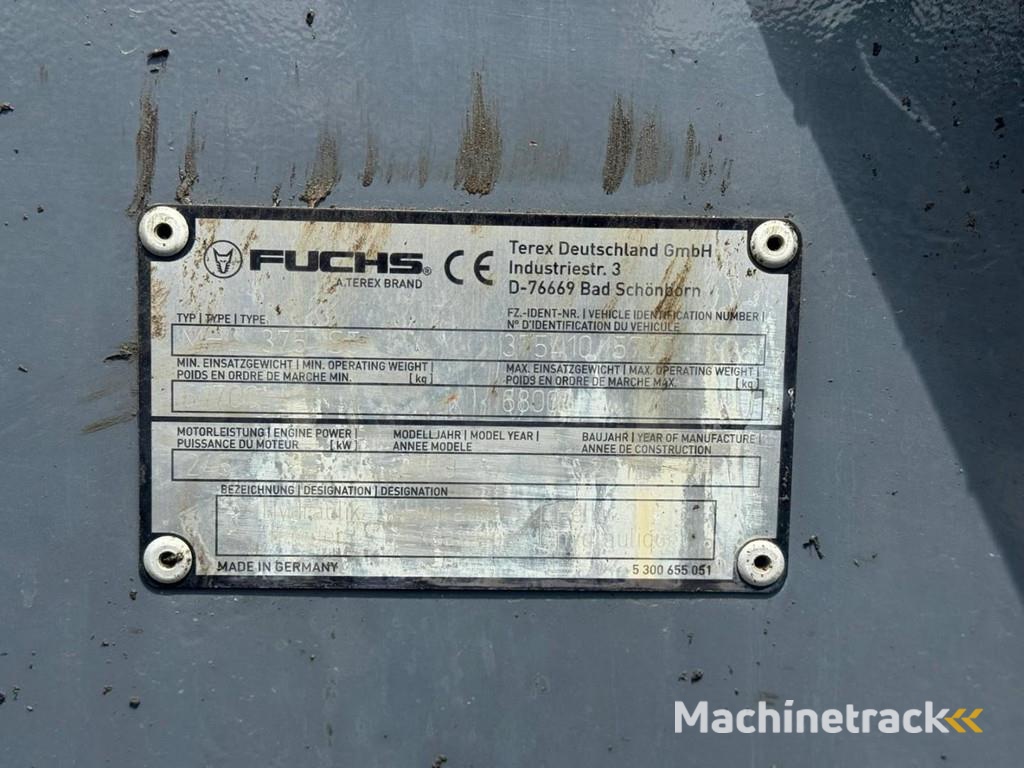 FUCHS®
A TEREX BRAND
CE
Terex Deutschland GmbH
Industriestr. 3
D-76669 Bad Schönborn
TYP | TYPE | TYPE
FZ.-IDENT-NR. | VEHICLE IDENTIFICATION NUMBER |
N° D'IDENTIFICATION DU VEHICULE
375
MIN. EINSATZGEWICHT | MIN. OPERATING WEIGHT |
POIDS EN ORDRE DE MARCHE MIN. [kg]
MAX. EINSATZGEWICHT | MAX. OPERATING WEIGHT |
POIDS EN ORDRE DE MARCHE MAX. [kg]
MOTORLEISTUNG | ENGINE POWER |
PUISSANCE DU MOTEUR [kW]
MODELLJAHR | MODEL YEAR |
ANNEE MODELE
BAUJAHR | YEAR OF MANUFACTURE |
ANNEE DE CONSTRUCTION
BEZEICHNUNG | DESIGNATION | DESIGNATION
MADE IN GERMANY
5 300 655 051
Machinetrack